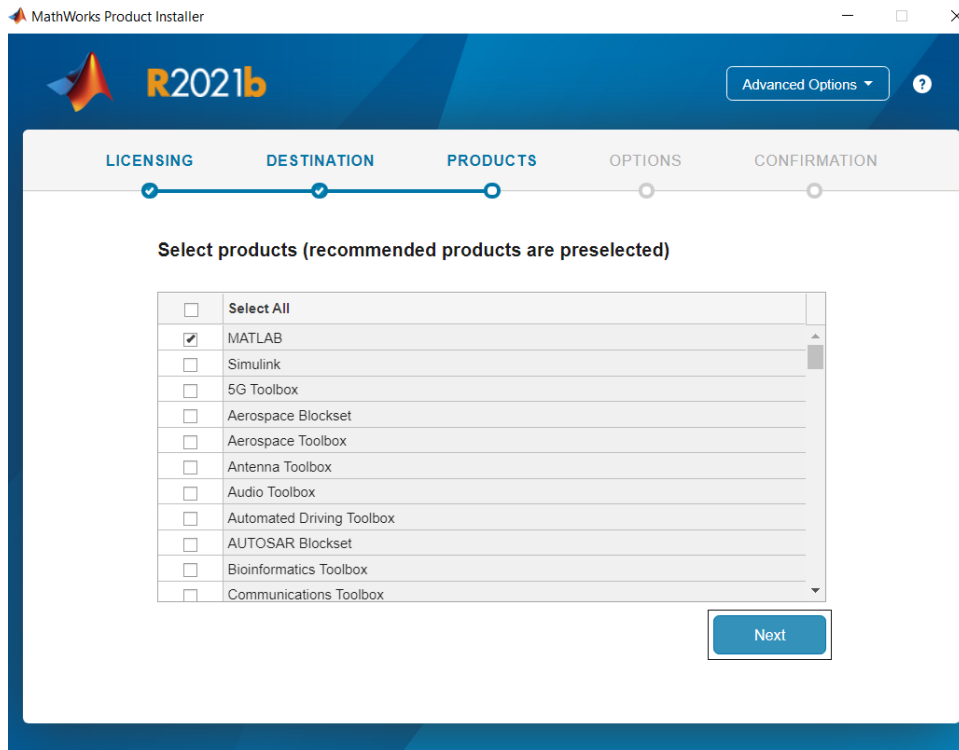 MathWorks Product Installer
R2021b
Advanced Options
?
LICENSING DESTINATION PRODUCTS OPTIONS CONFIRMATION
Select products (recommended products are preselected)
Select All
MATLAB
Simulink
5G Toolbox
Aerospace Blockset
Aerospace Toolbox
Antenna Toolbox
Audio Toolbox
Automated Driving Toolbox
AUTOSAR Blockset
Bioinformatics Toolbox
Communications Toolbox
Next